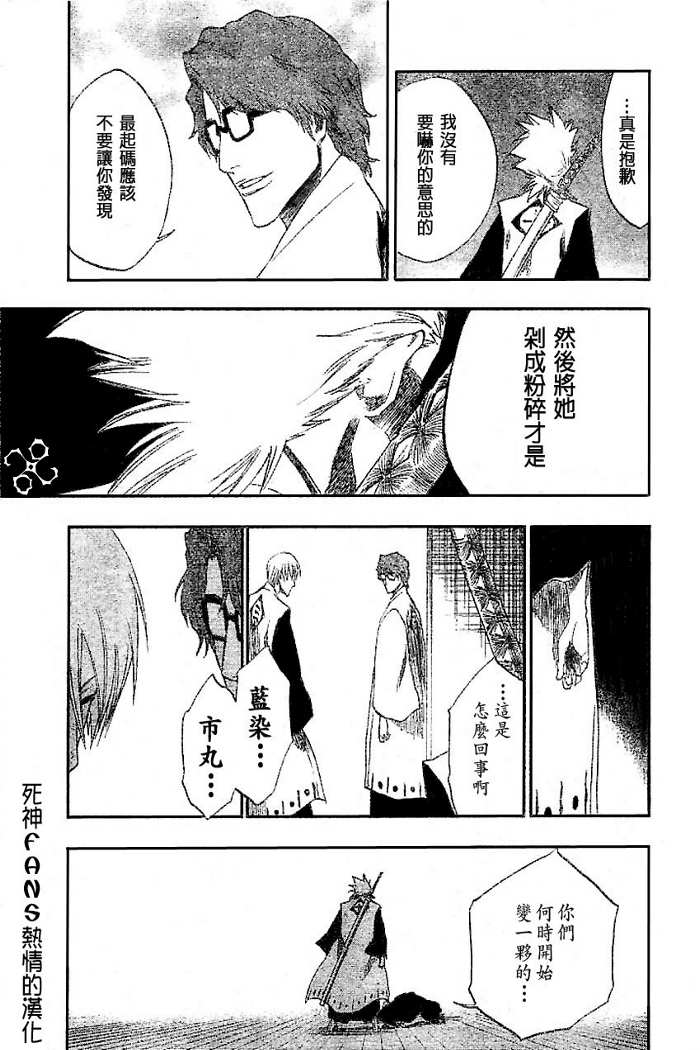 …真是抱歉
我沒有
要嚇你的意思的
最起碼應該
不要讓你發現
然後將她
剁成粉碎才是
…這是
怎麼回事啊
藍染…
市丸…
你們
何時開始
變一夥的…
死神FANS熱情的漢化